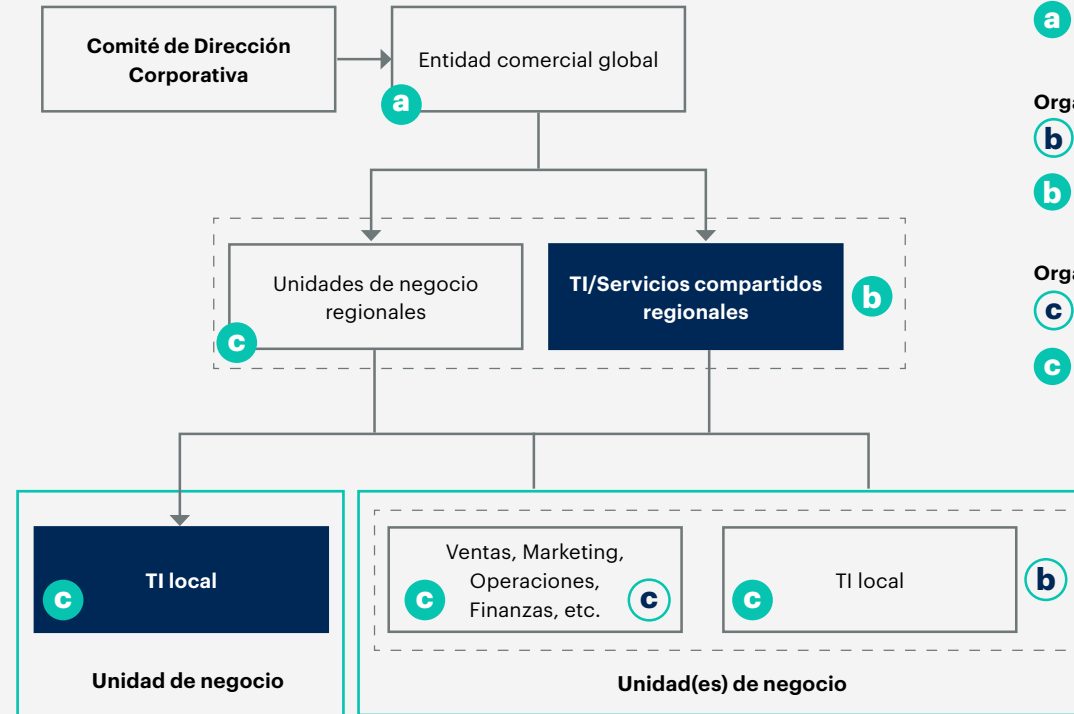 Comité de Dirección
Corporativa
Entidad comercial global
a
a
Orga
b
b
Unidades de negocio
regionales
c
TI/Servicios compartidos
regionales
b
Orga
c
c
TI local
c
Unidad de negocio
Ventas, Marketing,
Operaciones,
Finanzas, etc.
c
c
TI local
c
b
Unidad(es) de negocio